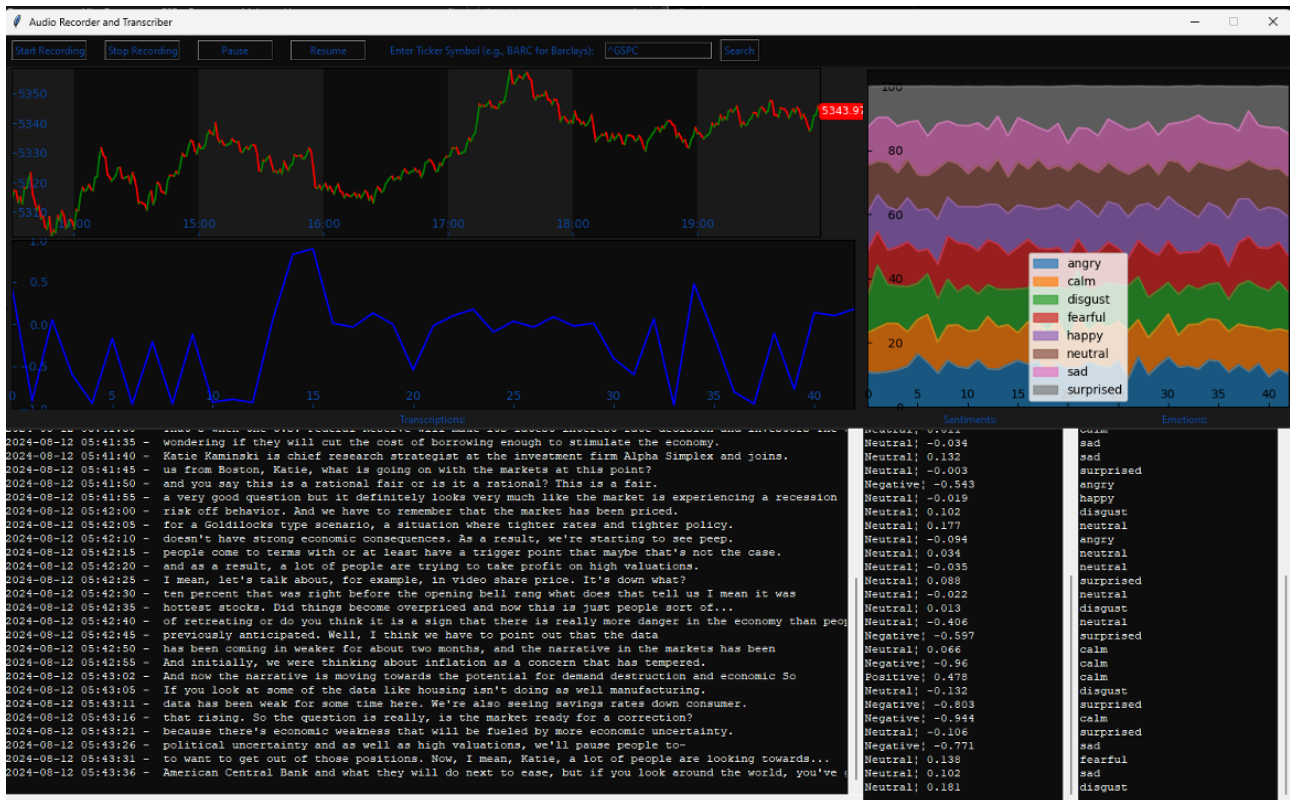 Audio Recorder and Transcriber
Start Recording Stop Recording Pause Resume Enter Ticker Symbol (e.g., BARC for Barclays): ^GSPC Search
5350
5340
5330
5320
5310
5343.97
15:00 16:00 17:00 18:00 19:00
1.0
0.5
0.0
-0.5
-1.0
0 5 10 15 20 25 30 35 40
100
80
60
40
20
0
0 5 10 15 20 25 30 35 40
angry
calm
disgust
fearful
happy
neutral
sad
surprised
Transcriptions:
2024-08-12 05:41:35 - wondering if they will cut the cost of borrowing enough to stimulate the economy.
2024-08-12 05:41:40 - Katie Kaminski is chief research strategist at the investment firm Alpha Simplex and joins.
2024-08-12 05:41:45 - us from Boston, Katie, what is going on with the markets at this point?
2024-08-12 05:41:50 - and you say this is a rational fair or is it a rational? This is a fair.
2024-08-12 05:41:55 - a very good question but it definitely looks very much like the market is experiencing a recession
2024-08-12 05:42:00 - risk off behavior. And we have to remember that the market has been priced.
2024-08-12 05:42:05 - for a Goldilocks type scenario, a situation where tighter rates and tighter policy.
2024-08-12 05:42:10 - doesn't have strong economic consequences. As a result, we're starting to see peep.
2024-08-12 05:42:15 - people come to terms with or at least have a trigger point that maybe that's not the case.
2024-08-12 05:42:20 - and as a result, a lot of people are trying to take profit on high valuations.
2024-08-12 05:42:25 - I mean, let's talk about, for example, in video share price. It's down what?
2024-08-12 05:42:30 - ten percent that was right before the opening bell rang what does that tell us I mean it was
2024-08-12 05:42:35 - hottest stocks. Did things become overpriced and now this is just people sort of...
2024-08-12 05:42:40 - of retreating or do you think it is a sign that there is really more danger in the economy than
2024-08-12 05:42:45 - previously anticipated. Well, I think we have to point out that the data
2024-08-12 05:42:50 - has been coming in weaker for about two months, and the narrative in the markets has been
2024-08-12 05:42:55 - And initially, we were thinking about inflation as a concern that has tempered.
2024-08-12 05:43:02 - And now the narrative is moving towards the potential for demand destruction and economic So
2024-08-12 05:43:05 - If you look at some of the data like housing isn't doing as well manufacturing.
2024-08-12 05:43:11 - data has been weak for some time here. We're also seeing savings rates down consumer.
2024-08-12 05:43:16 - that rising. So the question is really, is the market ready for a correction?
2024-08-12 05:43:21 - because there's economic weakness that will be fueled by more economic uncertainty.
2024-08-12 05:43:26 - political uncertainty and as well as high valuations, we'll pause people to-
2024-08-12 05:43:31 - to want to get out of those positions. Now, I mean, Katie, a lot of people are looking towards...
2024-08-12 05:43:36 - American Central Bank and what they will do next to ease, but if you look around the world, you've
Sentiments:
Neutral¦ -0.034
Neutral¦ 0.132
Neutral¦ -0.003
Negative¦ -0.543
Neutral¦ -0.019
Neutral¦ 0.102
Neutral¦ 0.177
Neutral¦ -0.094
Neutral¦ 0.034
Neutral¦ -0.035
Neutral¦ 0.088
Neutral¦ -0.022
Neutral¦ 0.013
Neutral¦ -0.406
Negative¦ -0.597
Neutral¦ 0.066
Negative¦ -0.96
Positive¦ 0.478
Neutral¦ -0.132
Negative¦ -0.803
Negative¦ -0.944
Neutral¦ -0.106
Negative¦ -0.771
Neutral¦ 0.138
Neutral¦ 0.102
Neutral¦ 0.181
Emotions:
calm
sad
sad
surprised
angry
happy
disgust
neutral
angry
neutral
neutral
surprised
neutral
disgust
neutral
surprised
calm
calm
calm
disgust
surprised
calm
surprised
sad
fearful
sad
disgust